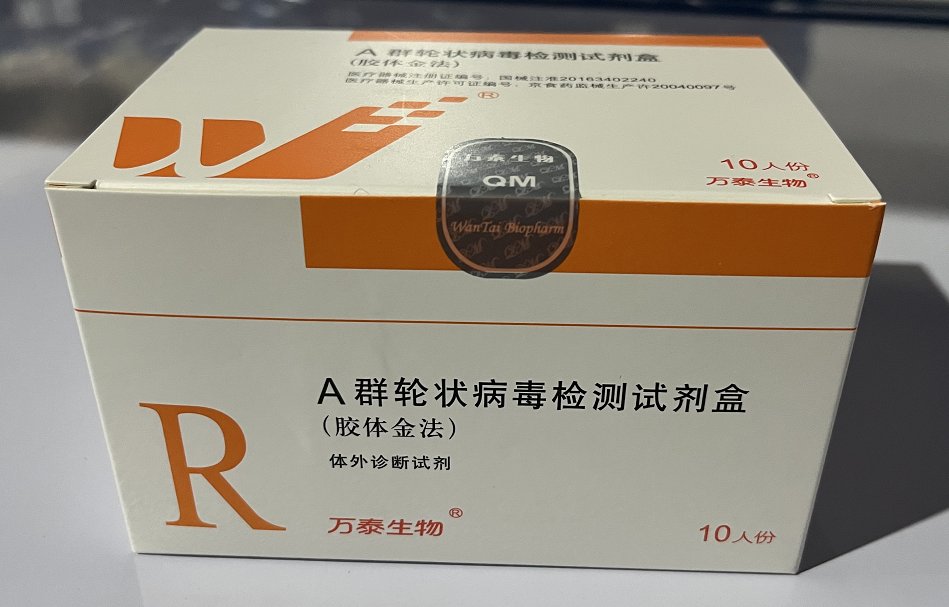 A 群轮状病毒检测试剂盒
(胶体金法)
医疗器械注册证编号：国械注准20163402240
医疗器械生产许可证编号：京食药监械生产许20040097号
®
10人份
万泰生物®
万泰生物
QM
WanTai Biopharm
R
A 群轮状病毒检测试剂盒
(胶体金法)
体外诊断试剂
万泰生物®
10人份